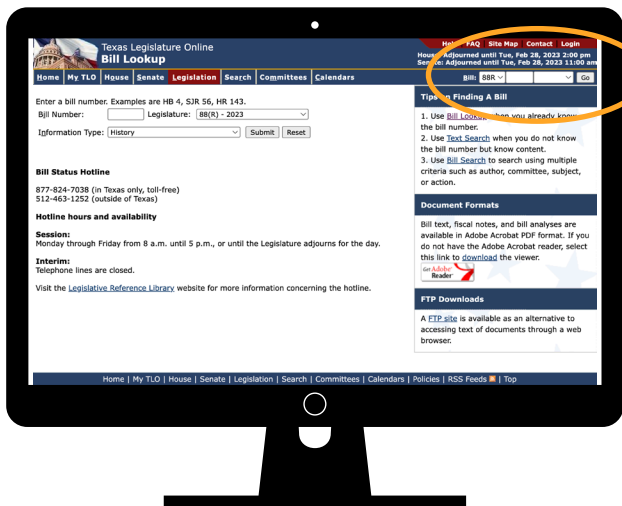 Texas Legislature Online
Bill Lookup
Help FAQ | Site Map | Contact | Login
House: Adjourned until Tue, Feb 28, 2023 2:00 pm
Senate: Adjourned until Tue, Feb 28, 2023 11:00 am
Home | My TLO | House | Senate | Legislation | Search | Committees | Calendars
Bill: 88R Go
Enter a bill number. Examples are HB 4, SJR 56, HR 143.
Bill Number: Legislature: 88(R) - 2023
Information Type: History Submit Reset
Bill Status Hotline
877-824-7038 (in Texas only, toll-free)
512-463-1252 (outside of Texas)
Hotline hours and availability
Session:
Monday through Friday from 8 a.m. until 5 p.m., or until the Legislature adjourns for the day.
Interim:
Telephone lines are closed.
Visit the Legislative Reference Library website for more information concerning the hotline.
Tips on Finding A Bill
1. Use Bill Lookup when you already know
the bill number.
2. Use Text Search when you do not know
the bill number but know content.
3. Use Bill Search to search using multiple
criteria such as author, committee, subject,
or action.
Document Formats
Bill text, fiscal notes, and bill analyses are
available in Adobe Acrobat PDF format. If you
do not have the Adobe Acrobat reader, select
this link to download the viewer.
Get Adobe
Reader
FTP Downloads
A FTP site is available as an alternative to
accessing text of documents through a web
browser.
Home | My TLO | House | Senate | Legislation | Search | Committees | Calendars | Policies | RSS Feeds | Top